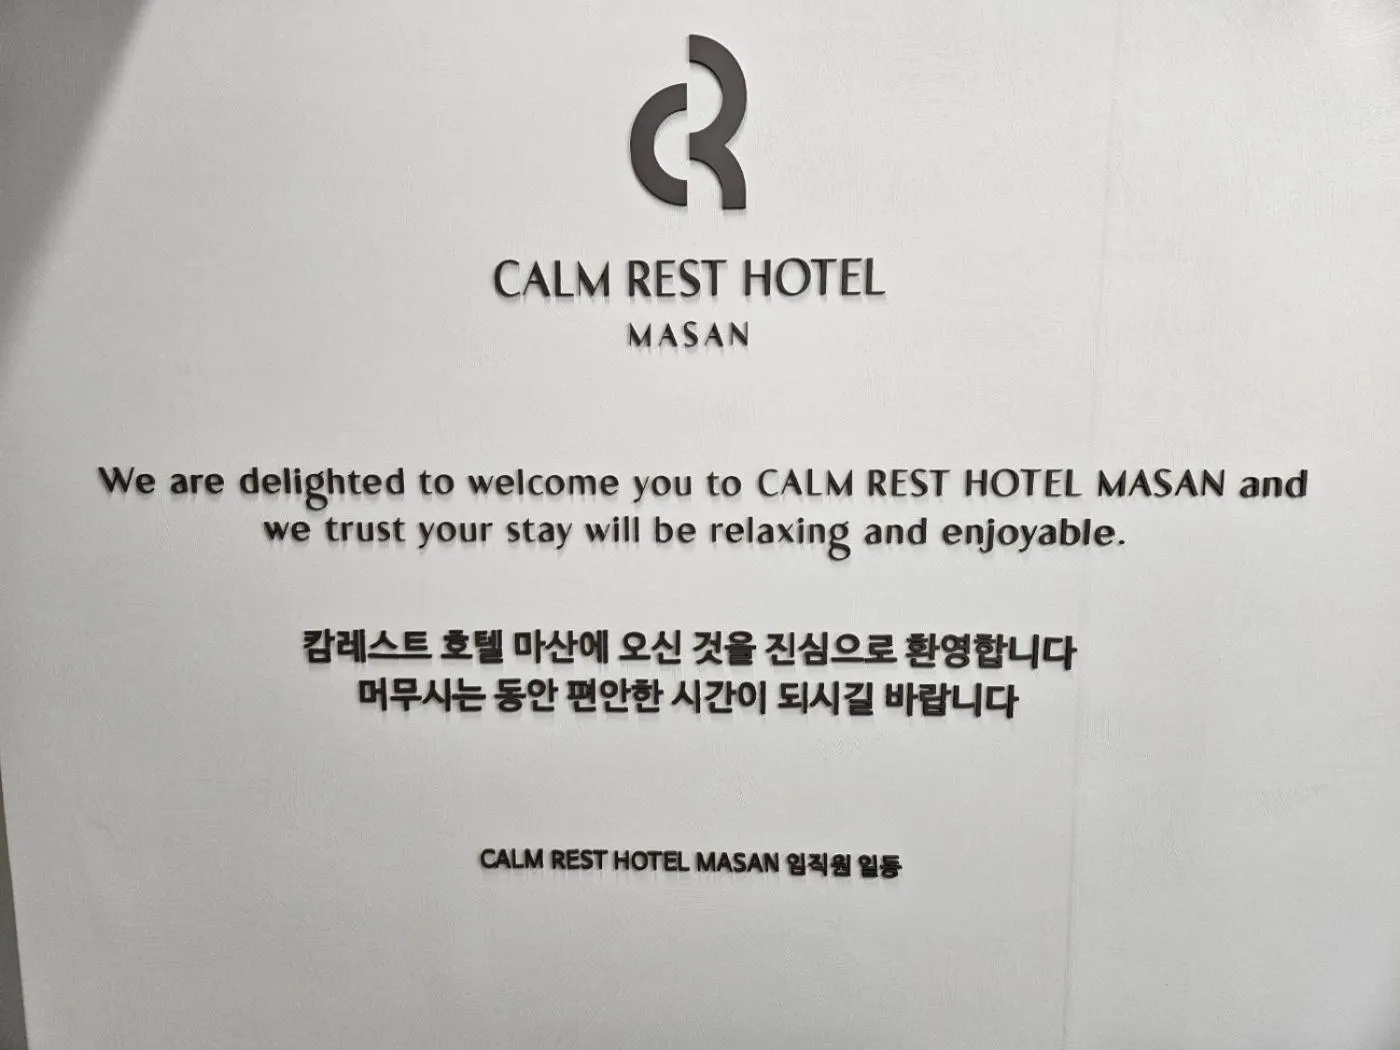 CR
CALM REST HOTEL
MASAN
We are delighted to welcome you to CALM REST HOTEL MASAN and
we trust your stay will be relaxing and enjoyable.
캄레스트 호텔 마산에 오신 것을 진심으로 환영합니다
머무시는 동안 편안한 시간이 되시길 바랍니다
CALM REST HOTEL MASAN 임직원 일동